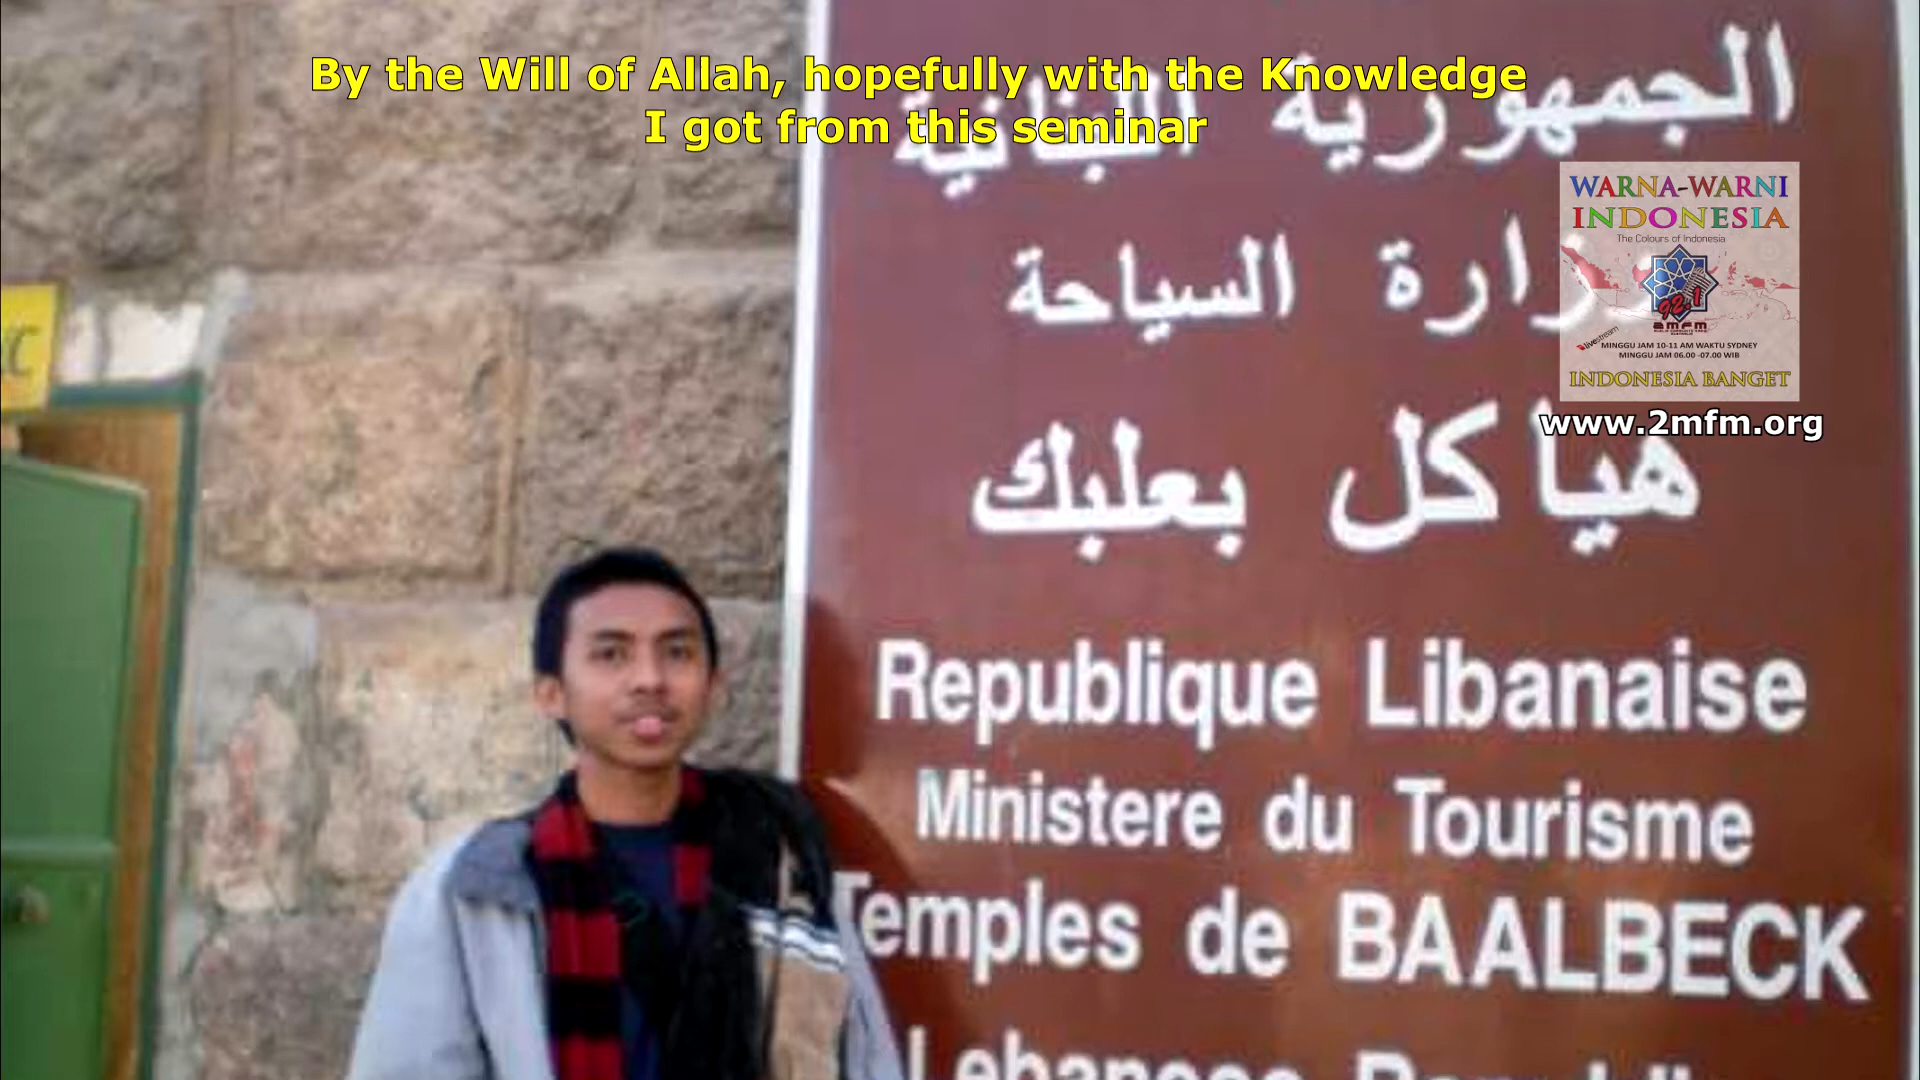 By the Will of Allah, hopefully with the Knowledge
I got from this seminar
الجمهورية اللبنانية
وزارة السياحة
هياكل بعلبك
Republique Libanaise
Ministere du Tourisme
Temples de BAALBECK
Lebanese
WARNA-WARNI
INDONESIA
The Colours of Indonesia
92.1
2MFM
livestream
MINGGU JAM 10-11 AM WAKTU SYDNEY
MINGGU JAM 06.00 -07.00 WIB
INDONESIA BANGET
www.2mfm.org